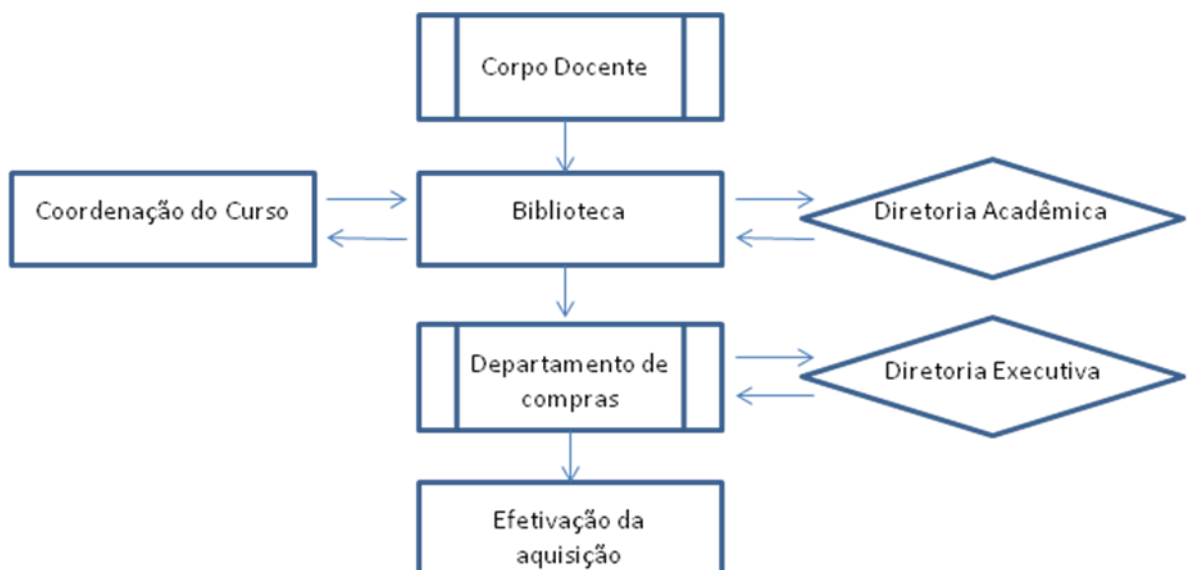 Corpo Docente
Coordenação do Curso
Biblioteca
Diretoria Acadêmica
Departamento de
compras
Diretoria Executiva
Efetivação da
aquisição